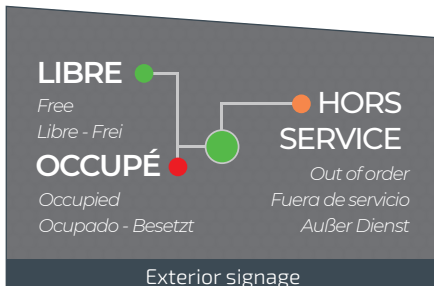 LIBRE
Free
Libre - Frei
OCCUPÉ
Occupied
Ocupado - Besetzt
HORS
SERVICE
Out of order
Fuera de servicio
Außer Dienst
Exterior signage